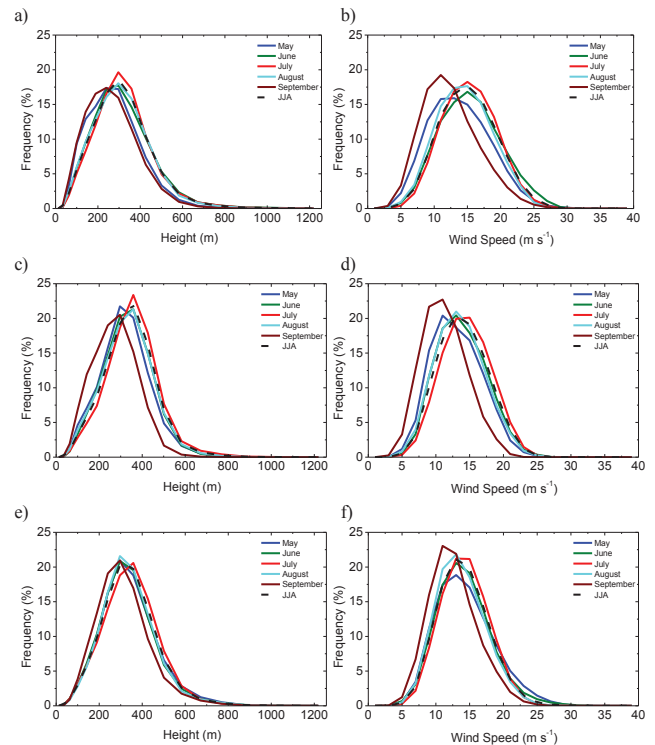 a)
Frequency (%)
25
20
15
10
5
0
0 200 400 600 800 1000 1200
Height (m)
May
June
July
August
September
JJA
b)
Frequency (%)
25
20
15
10
5
0
0 5 10 15 20 25 30 35 40
Wind Speed (m s⁻¹)
May
June
July
August
September
JJA
c)
Frequency (%)
25
20
15
10
5
0
0 200 400 600 800 1000 1200
Height (m)
May
June
July
August
September
JJA
d)
Frequency (%)
25
20
15
10
5
0
0 5 10 15 20 25 30 35 40
Wind Speed (m s⁻¹)
May
June
July
August
September
JJA
e)
Frequency (%)
25
20
15
10
5
0
0 200 400 600 800 1000 1200
Height (m)
May
June
July
August
September
JJA
f)
Frequency (%)
25
20
15
10
5
0
0 5 10 15 20 25 30 35 40
Wind Speed (m s⁻¹)
May
June
July
August
September
JJA